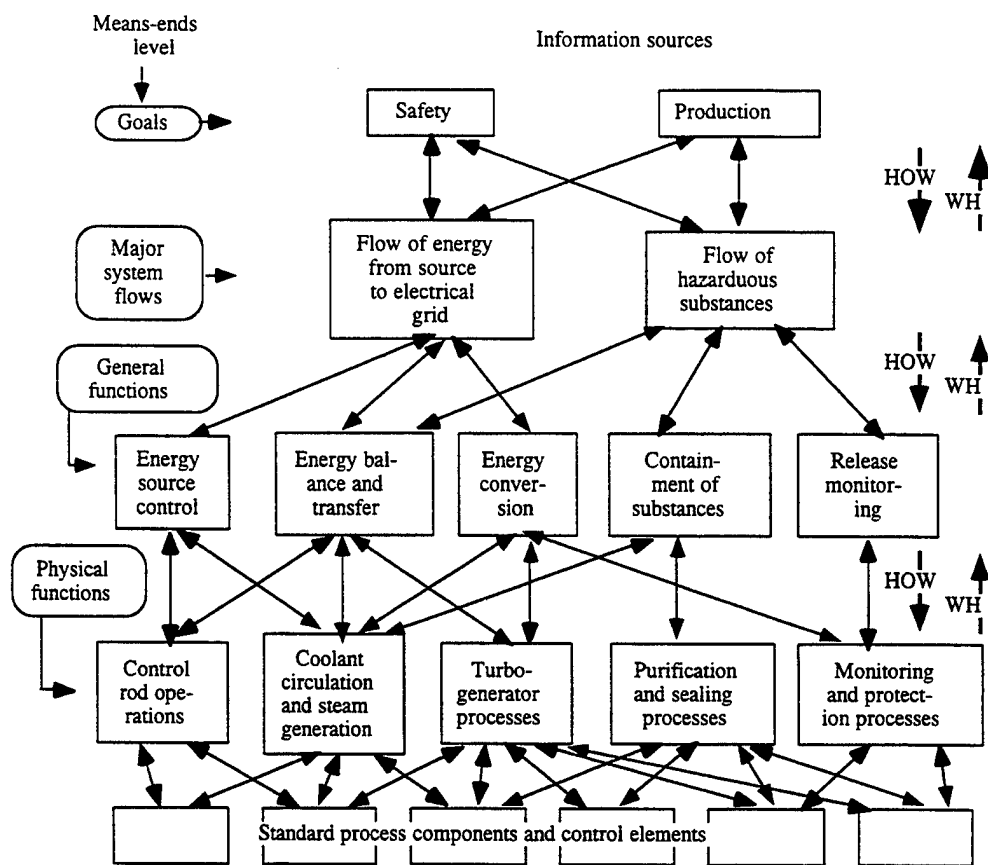 Means-ends
level
Information sources
Goals
Safety
Production
HOW
WH
Major
system
flows
Flow of energy
from source
to electrical
grid
Flow of
hazarduous
substances
General
functions
HOW
WH
Energy
source
control
Energy bal-
ance and
transfer
Energy
conver-
sion
Contain-
ment of
substances
Release
monitor-
ing
Physical
functions
HOW
WH
Control
rod ope-
rations
Coolant
circulation
and steam
generation
Turbo-
generator
processes
Purification
and sealing
processes
Monitoring
and protect-
ion processes
Standard process components and control elements